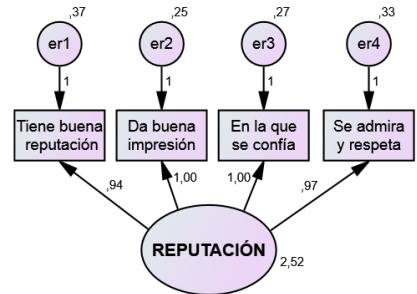 ,37
,25
,27
,33
er1
er2
er3
er4
1
1
1
1
Tiene buena
reputación
Da buena
impresión
En la que
se confía
Se admira
y respeta
,94
1,00
1,00
,97
REPUTACIÓN
2,52